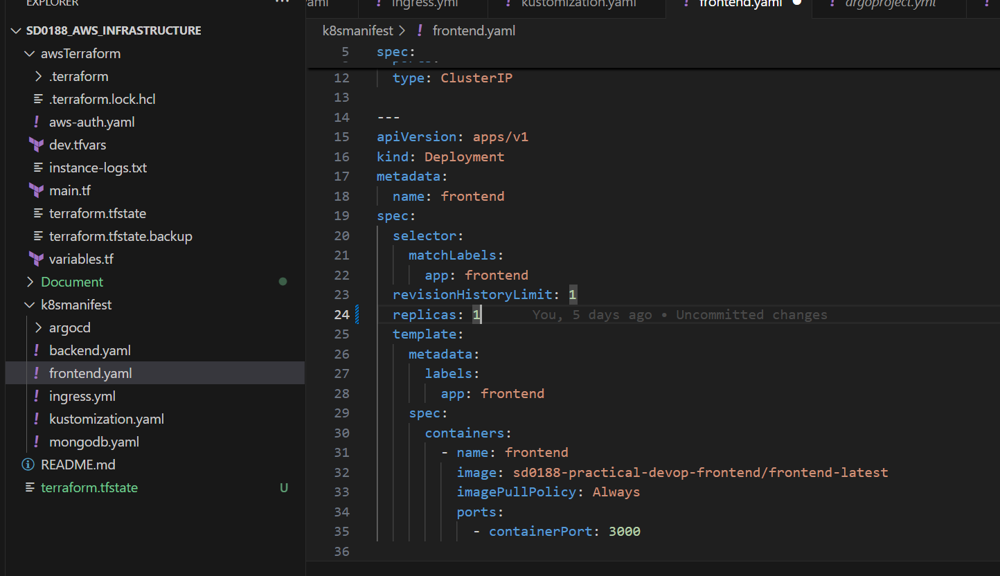 EXPLORER
SD0188_AWS_INFRASTRUCTURE
awsTerraform
.terraform
.terraform.lock.hcl
aws-auth.yaml
dev.tfvars
instance-logs.txt
main.tf
terraform.tfstate
terraform.tfstate.backup
variables.tf
Document
k8smanifest
argocd
backend.yaml
frontend.yaml
ingress.yml
kustomization.yaml
mongodb.yaml
README.md
terraform.tfstate U
! ingress.yml ! kustomization.yaml ! frontend.yaml ! argoproject.yml
k8smanifest > ! frontend.yaml
5 spec:
12 type: ClusterIP
13
14 ---
15 apiVersion: apps/v1
16 kind: Deployment
17 metadata:
18 name: frontend
19 spec:
20 selector:
21 matchLabels:
22 app: frontend
23 revisionHistoryLimit: 1
24 replicas: 1 You, 5 days ago • Uncommitted changes
25 template:
26 metadata:
27 labels:
28 app: frontend
29 spec:
30 containers:
31 - name: frontend
32 image: sd0188-practical-devop-frontend/frontend-latest
33 imagePullPolicy: Always
34 ports:
35 - containerPort: 3000
36